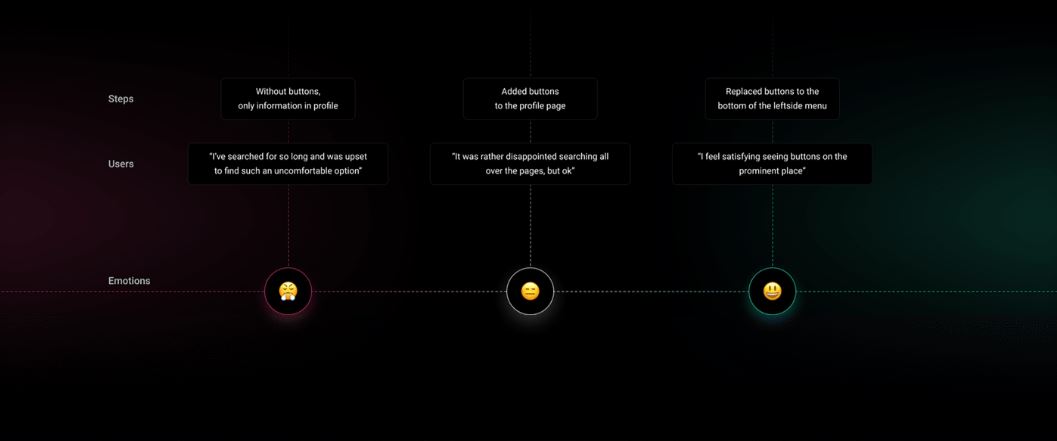 Steps
Without buttons,
only information in profile
Added buttons
to the profile page
Replaced buttons to the
bottom of the leftside menu
Users
"I've searched for so long and was upset
to find such an uncomfortable option"
"It was rather disappointed searching all
over the pages, but ok"
"I feel satisfying seeing buttons on the
prominent place"
Emotions